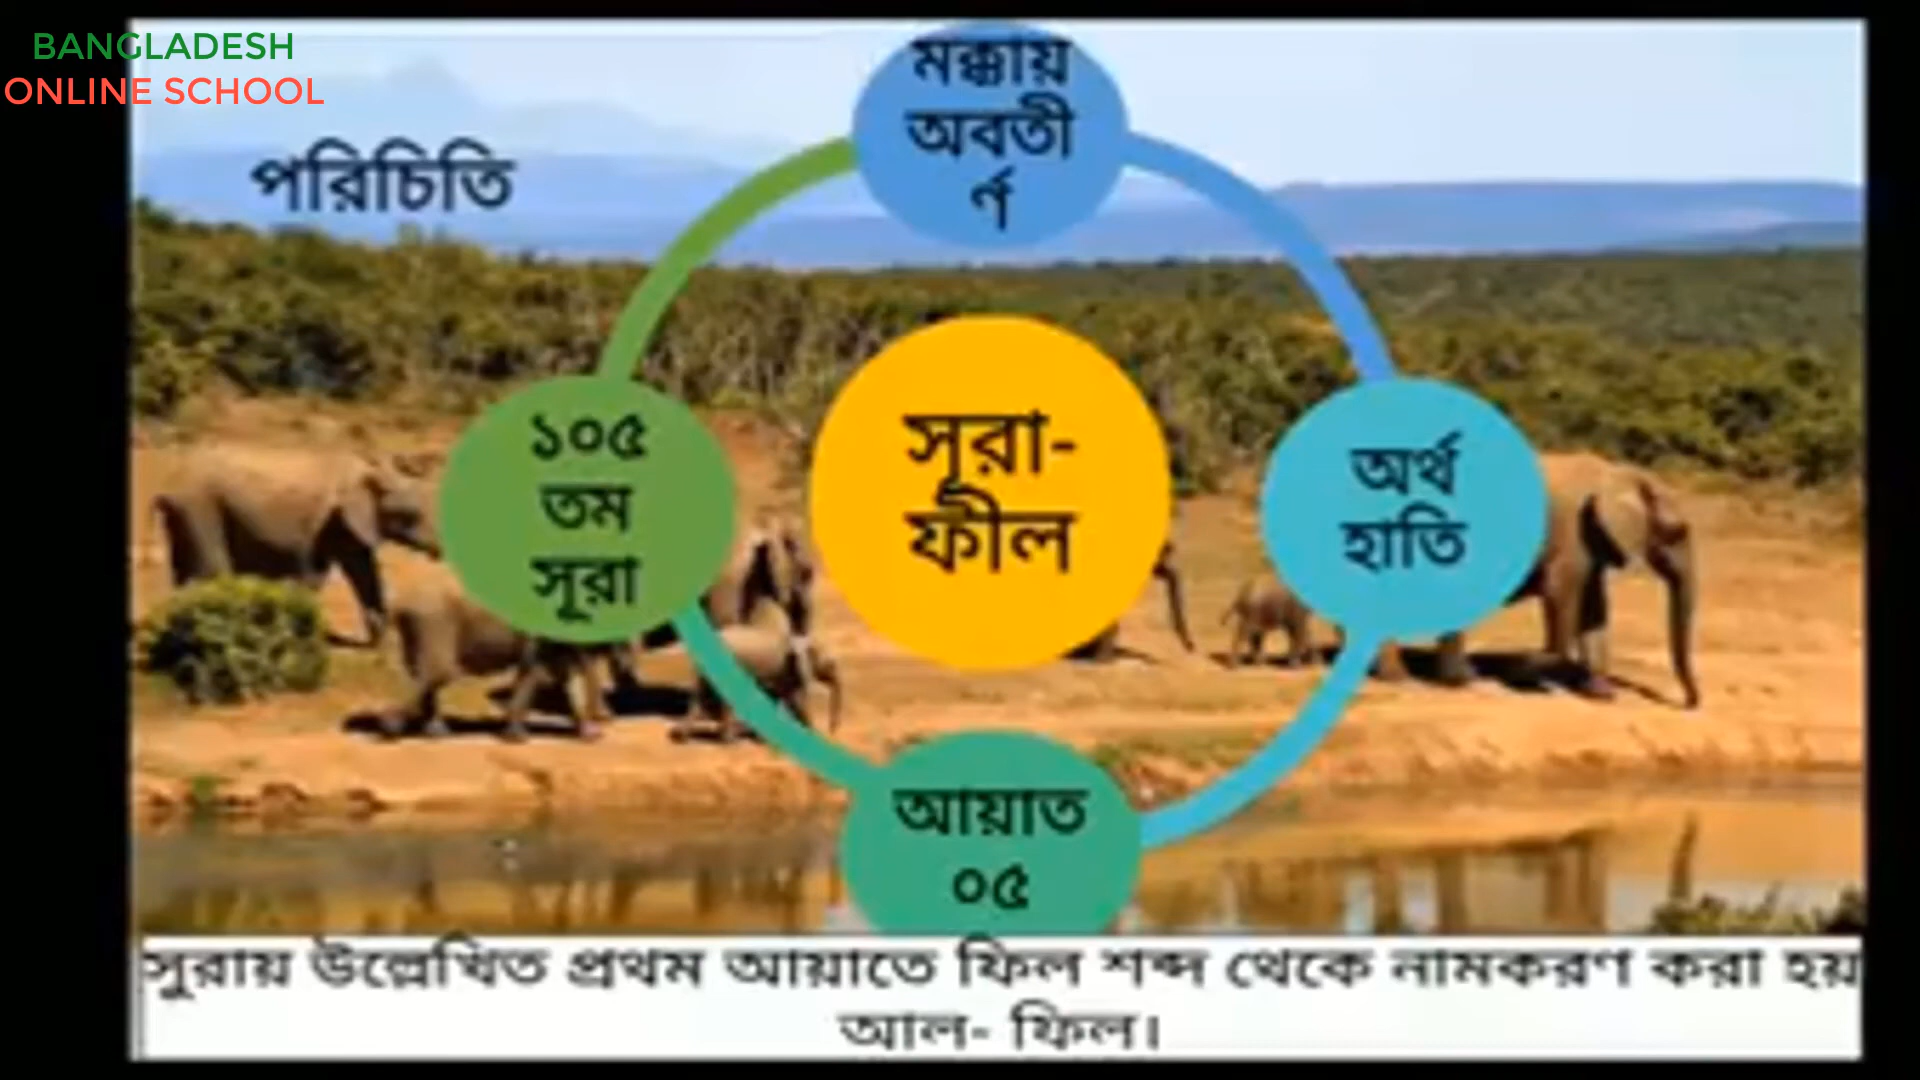 BANGLADESH
ONLINE SCHOOL
পরিচিতি
মক্কায়
অবতী
র্ণ
১০৫
তম
সূরা
সূরা-
ফীল
অর্থ
হাতি
আয়াত
০৫
সুরায় উল্লেখিত প্রথম আয়াতে ফিল শব্দ থেকে নামকরণ করা হয়
আল- ফিল।